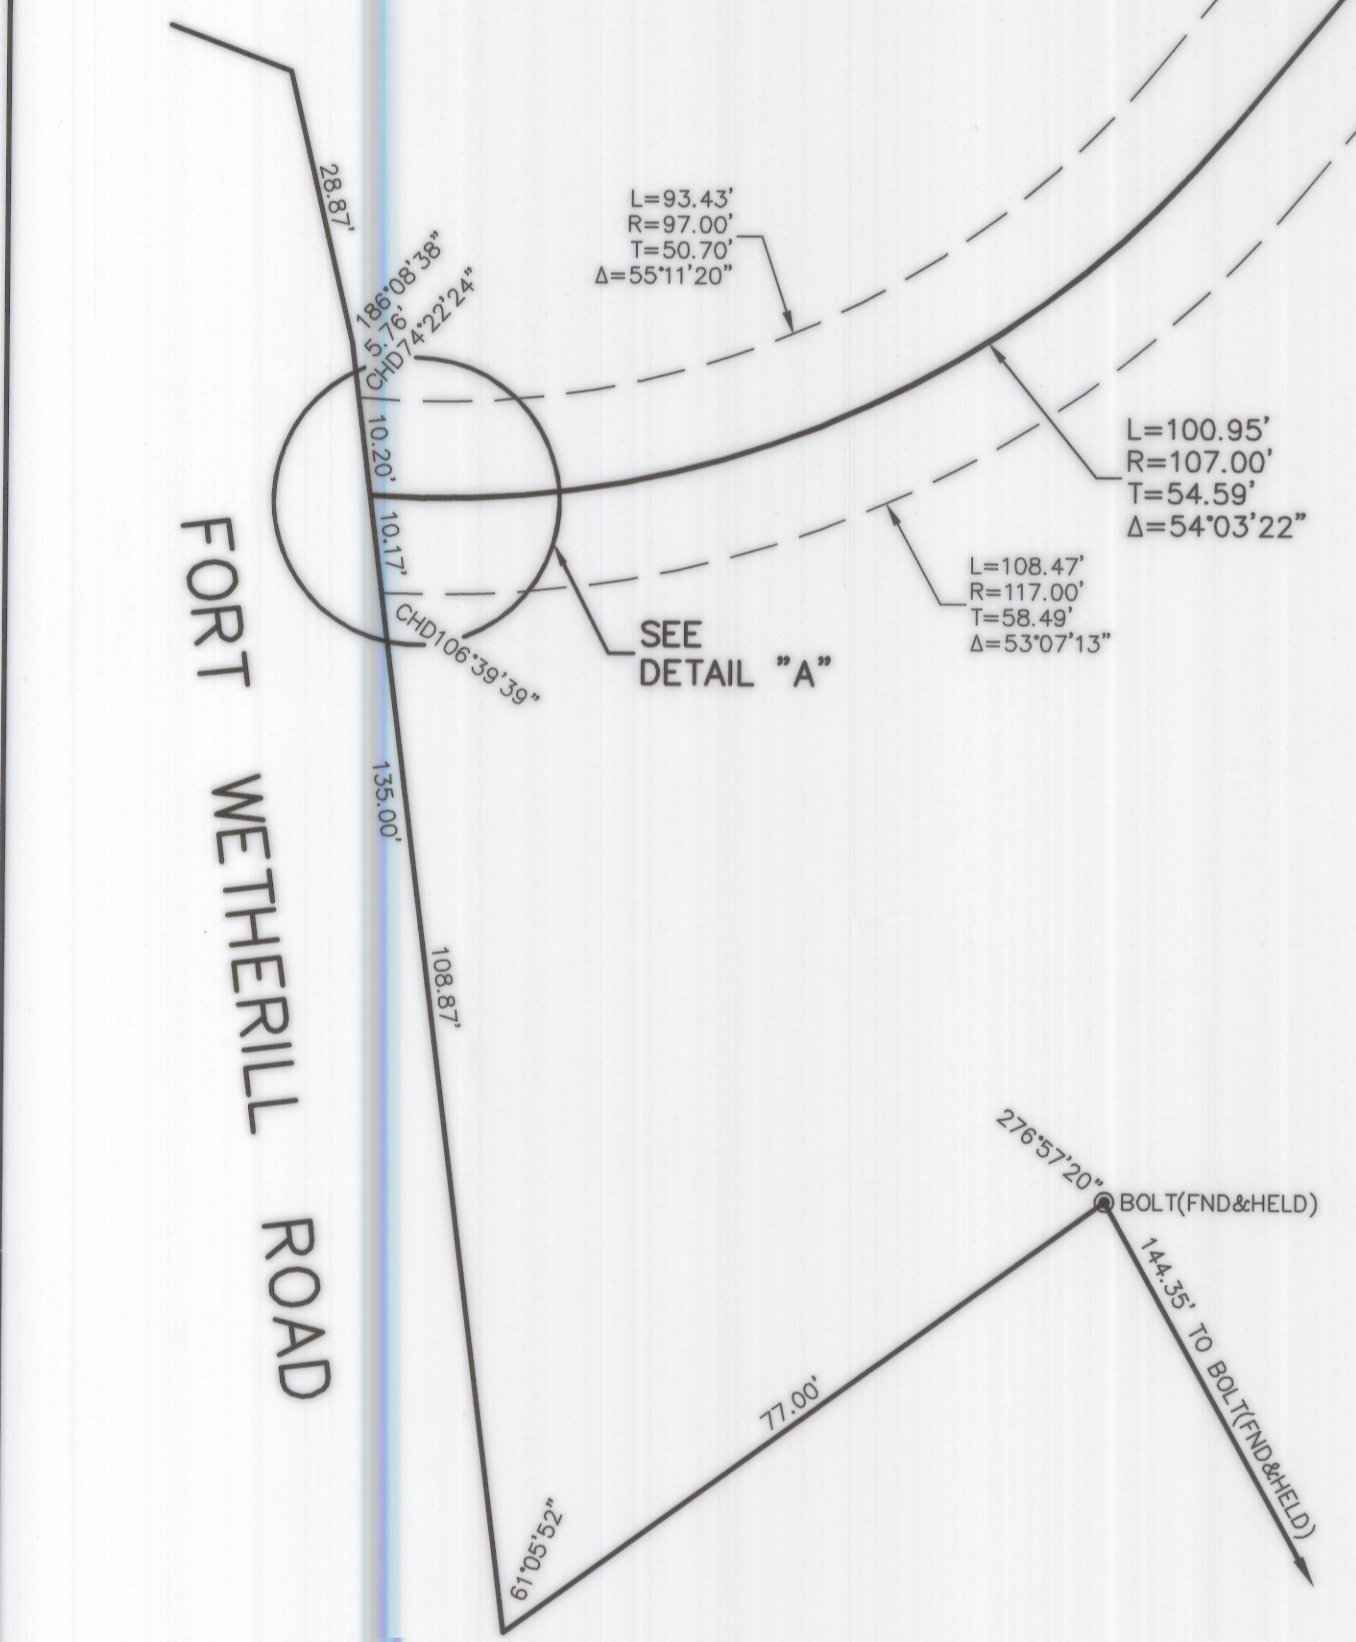 28.87'
186°08'38"
5.76'
CHD74°22'24"
L=93.43'
R=97.00'
T=50.70'
Δ=55°11'20"
10.20'
10.17'
CHD106°39'39"
L=100.95'
R=107.00'
T=54.59'
Δ=54°03'22"
L=108.47'
R=117.00'
T=58.49'
Δ=53°07'13"
SEE
DETAIL "A"
FORT WETHERILL ROAD
135.00'
108.87'
276°57'20"
BOLT(FND&HELD)
144.35' TO BOLT(FND&HELD)
77.00'
61°05'52"